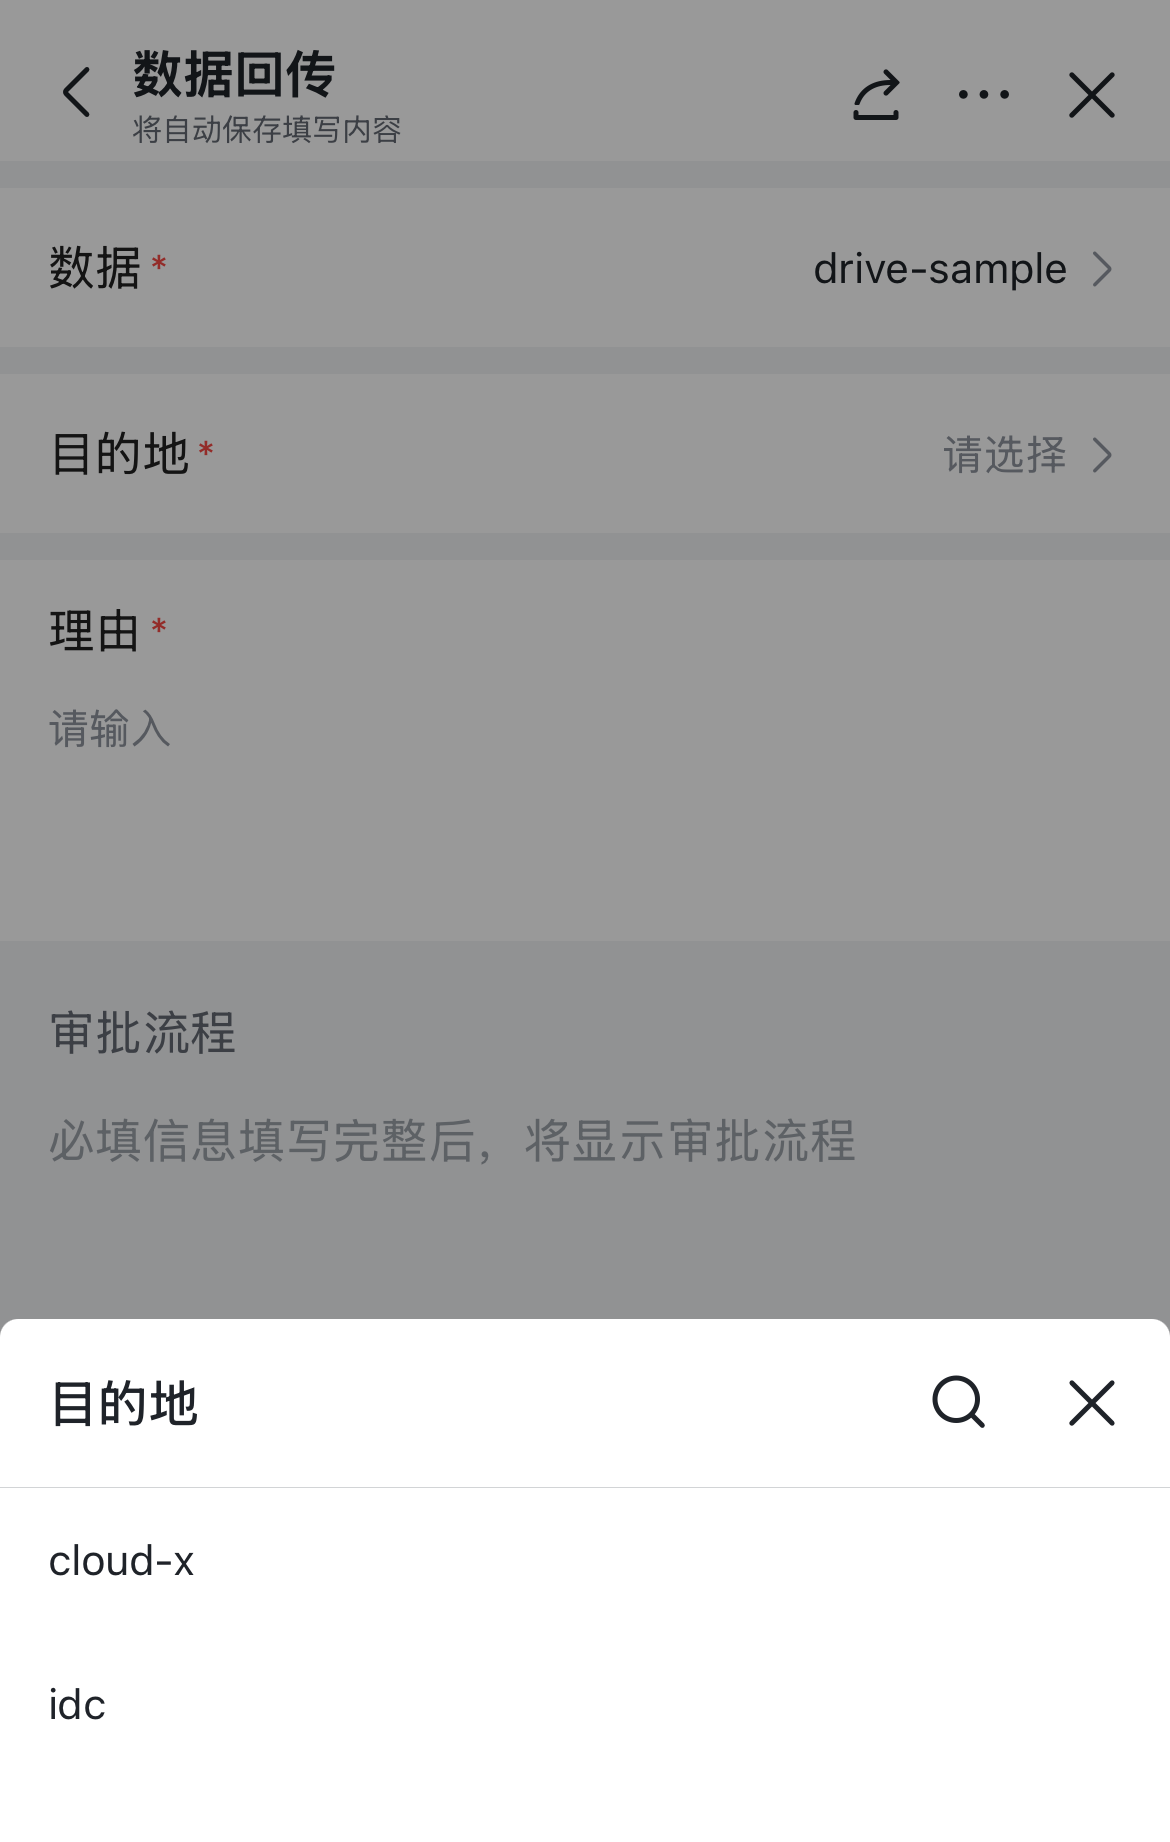 数据回传
将自动保存填写内容
数据 *
drive-sample
目的地 *
请选择
理由 *
请输入
审批流程
必填信息填写完整后，将显示审批流程
目的地
cloud-x
idc